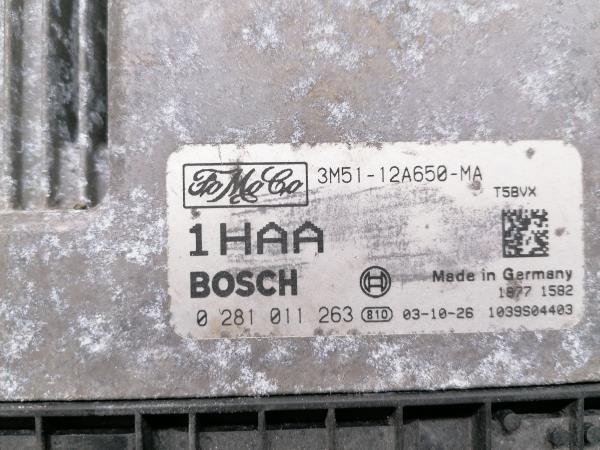 FoMoCo 3M51-12A650-MA
T5BVX
1HAA
BOSCH Made in Germany
1877 1582
0 281 011 263 810 03-10-26 1039S04403